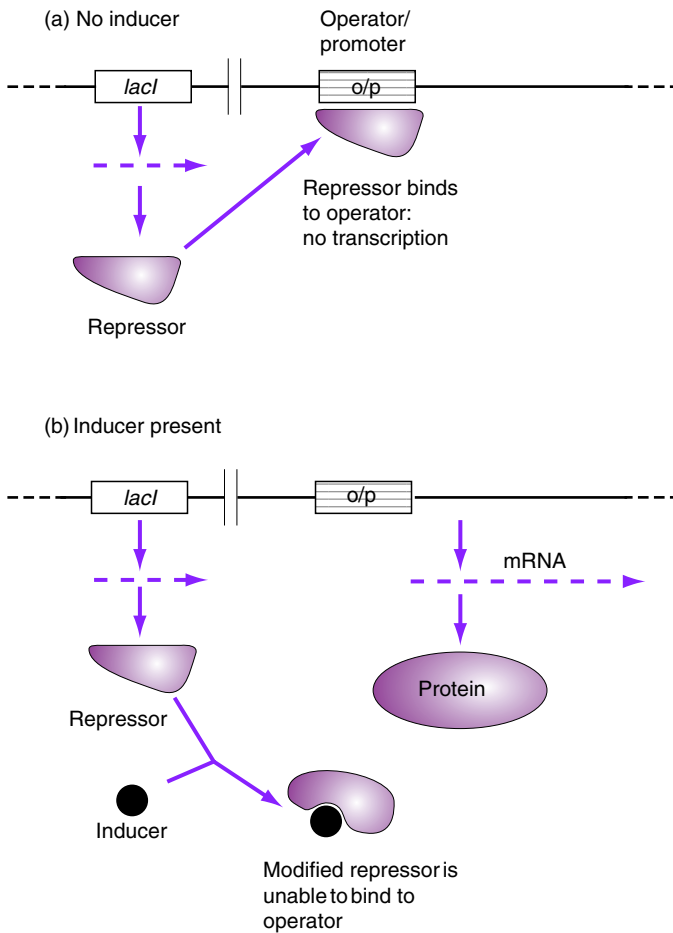 (a) No inducer
Operator/
promoter
lacI
o/p
Repressor binds
to operator:
no transcription
Repressor
(b) Inducer present
lacI
o/p
mRNA
Protein
Repressor
Inducer
Modified repressor is
unable to bind to
operator